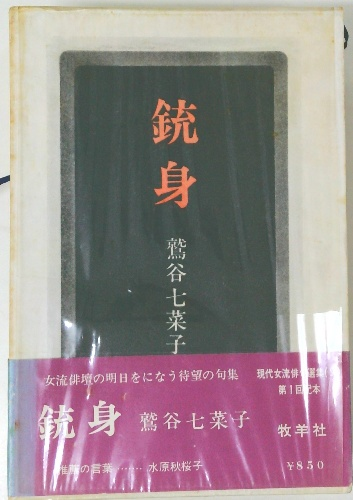 銃身
鷲谷七菜子
女流俳壇の明日をになう待望の句集
銃身 鷲谷七菜子
推薦の言葉……水原秋桜子
現代女流俳句選集
第1回配本
牧羊社
¥850